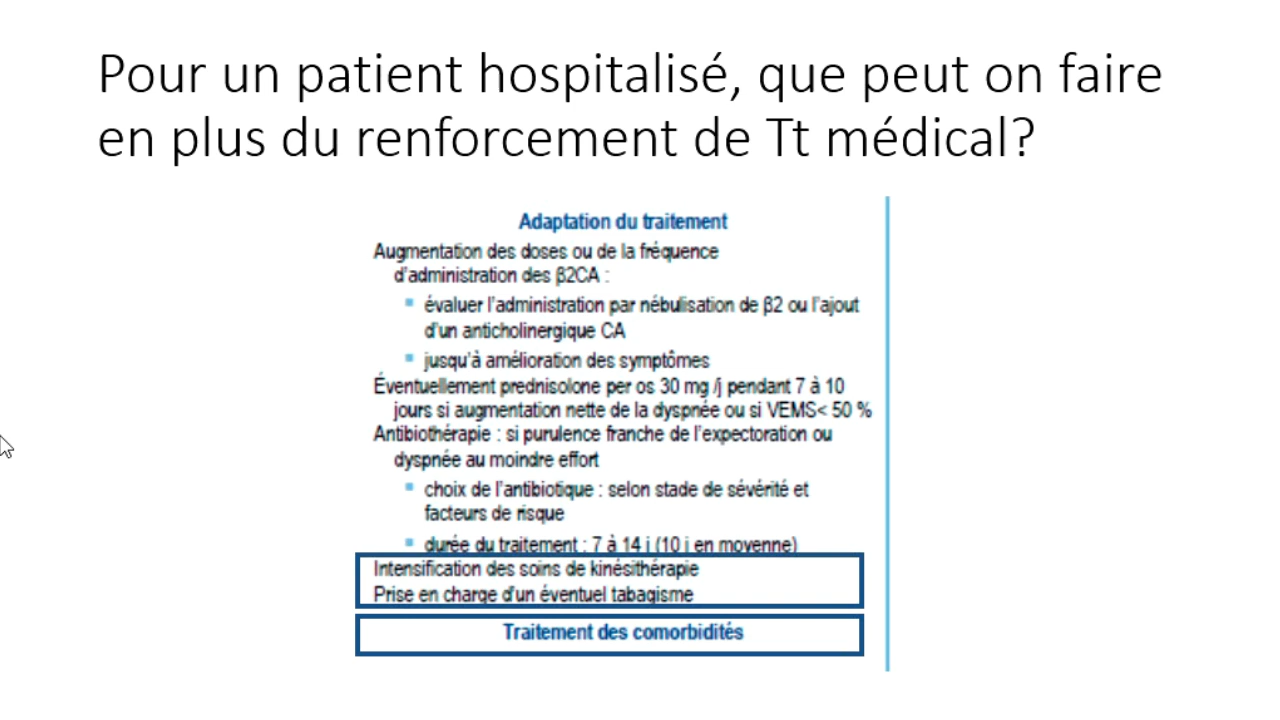 Pour un patient hospitalisé, que peut on faire
en plus du renforcement de Tt médical?
Adaptation du traitement
Augmentation des doses ou de la fréquence
d'administration des β2CA :
▪ évaluer l'administration par nébulisation de β2 ou l'ajout
d'un anticholinergique CA
▪ jusqu'à amélioration des symptômes
Éventuellement prednisolone per os 30 mg /j pendant 7 à 10
jours si augmentation nette de la dyspnée ou si VEMS< 50 %
Antibiothérapie : si purulence franche de l'expectoration ou
dyspnée au moindre effort
▪ choix de l'antibiotique : selon stade de sévérité et
facteurs de risque
▪ durée du traitement : 7 à 14 j (10 j en moyenne)
Intensification des soins de kinésithérapie
Prise en charge d'un éventuel tabagisme
Traitement des comorbidités